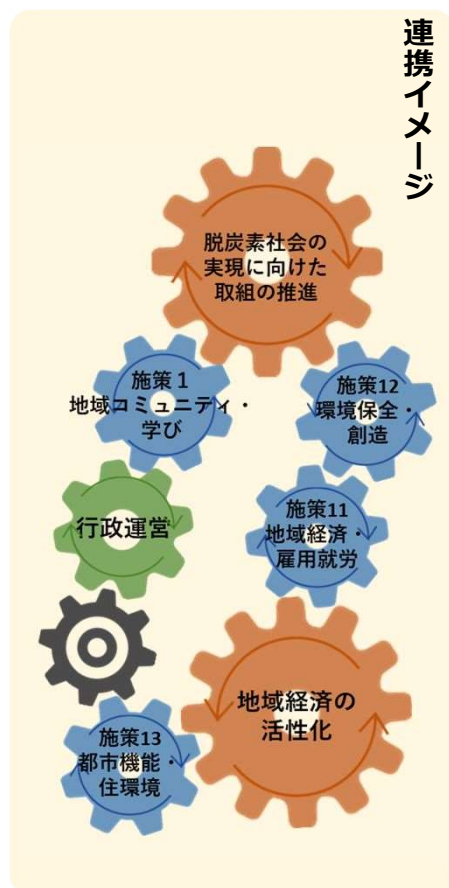 連携イメージ
脱炭素社会の
実現に向けた
取組の推進
施策１
地域コミュニティ・
学び
施策12
環境保全・
創造
行政運営
施策11
地域経済・
雇用就労
地域経済の
活性化
施策13
都市機能・
住環境